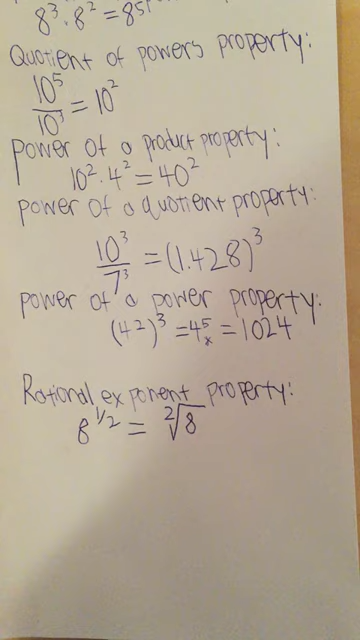 8³ · 8² = 8⁵
Quotient of powers property:
10⁵/10³ = 10²
Power of a product property:
10² · 4² = 40²
Power of a quotient property:
10³/7³ = (1.428)³
Power of a power property:
(42)³ = 4⁵ₓ = 1024
Rational exponent property:
8^1/2 = ²√8